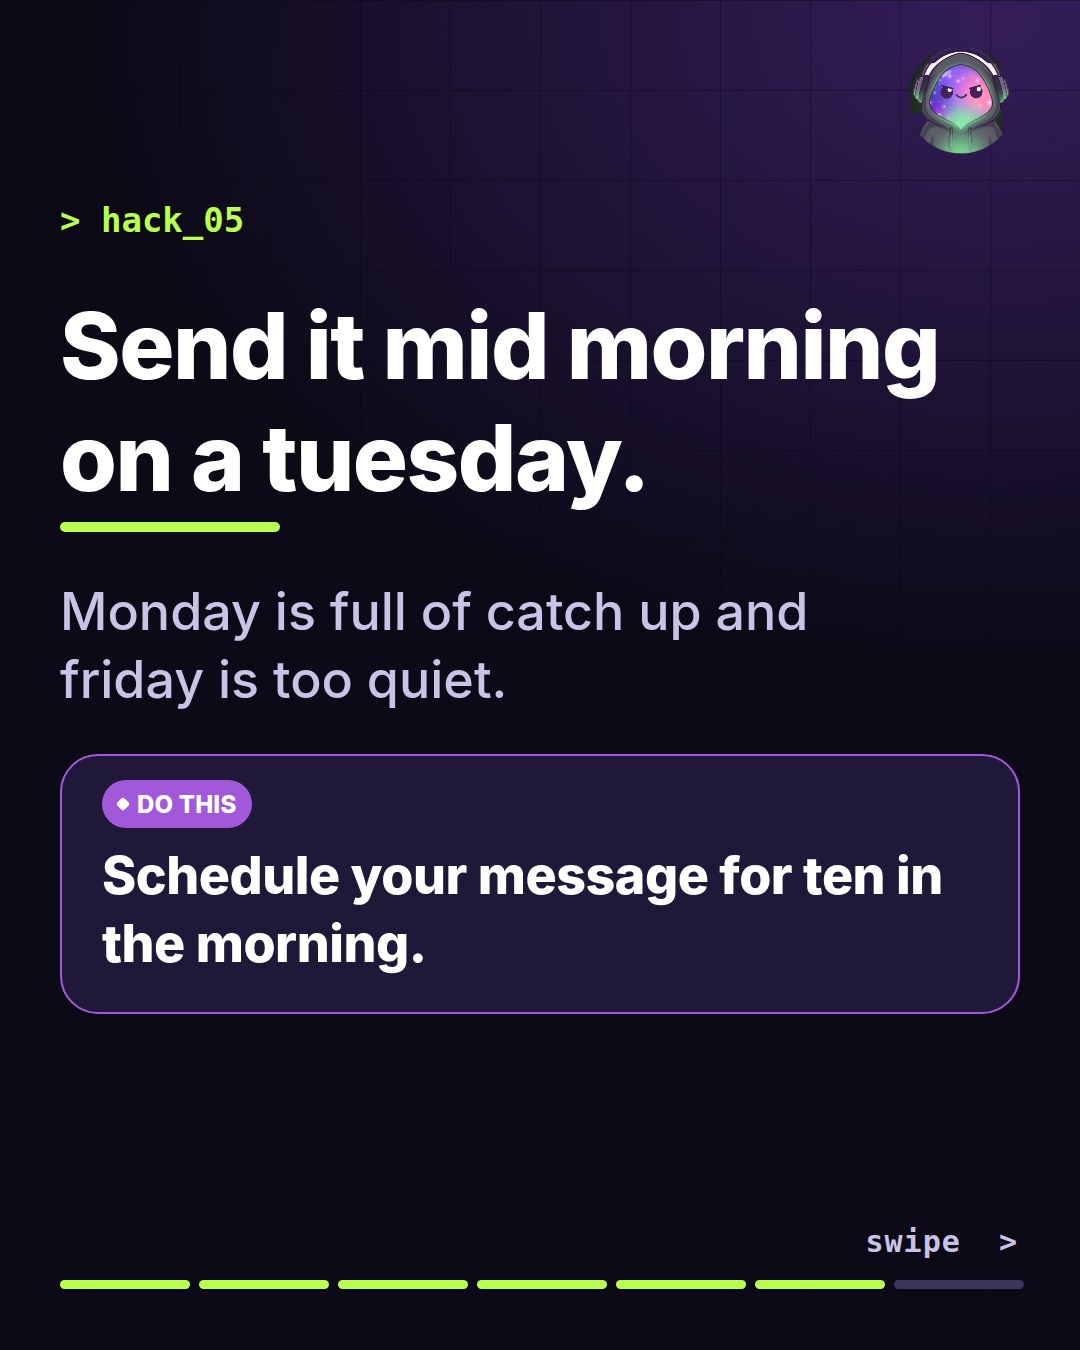 > hack_05
Send it mid morning
on a tuesday.
Monday is full of catch up and
friday is too quiet.
DO THIS
Schedule your message for ten in
the morning.
swipe >